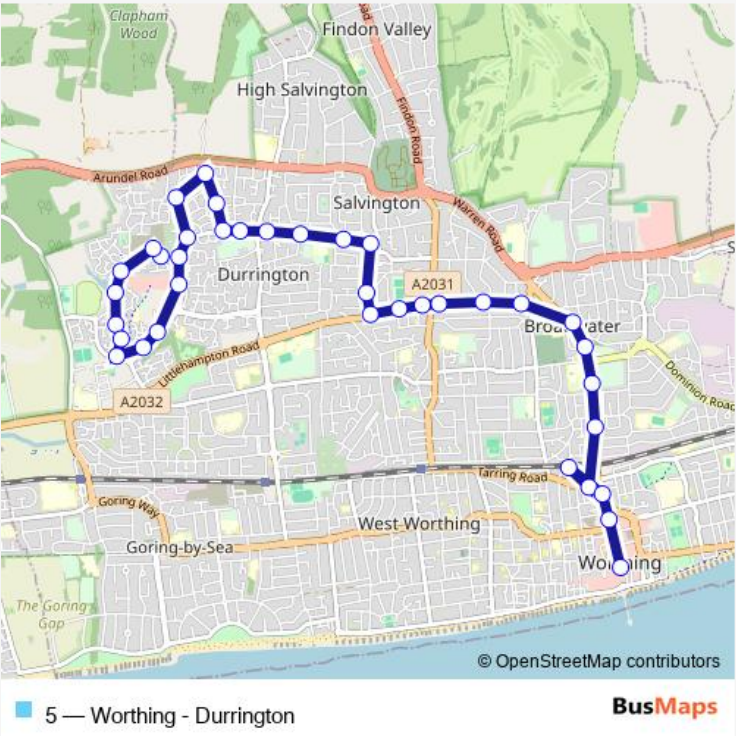 Clapham
Wood
Findon Valley
High Salvington
Findon Road
Arundel Road
Salvington
Warren Road
Durrington
A2031
Broadwater
Littlehampton Road
A2032
Dominion Road
Tarring Road
Goring Way
West Worthing
Goring-by-Sea
Worthing
The Goring
Gap
© OpenStreetMap contributors
5 — Worthing - Durrington
BusMaps